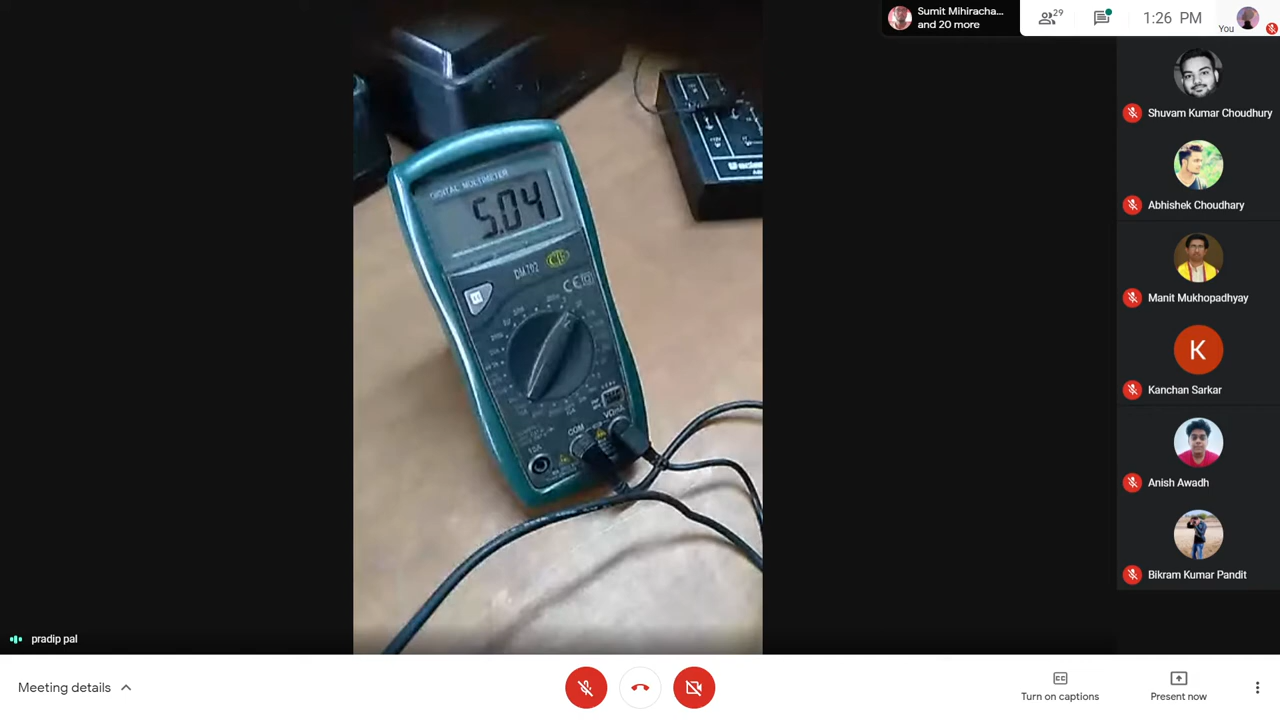 Sumit Mihiracha...
and 20 more
29
1:26 PM
You
Shuvam Kumar Choudhury
Abhishek Choudhary
Manit Mukhopadhyay
K
Kanchan Sarkar
Anish Awadh
Bikram Kumar Pandit
DIGITAL MULTIMETER
5.04
DM702
CE
COM
VΩmA
10A
pradip pal
Meeting details
Turn on captions
Present now